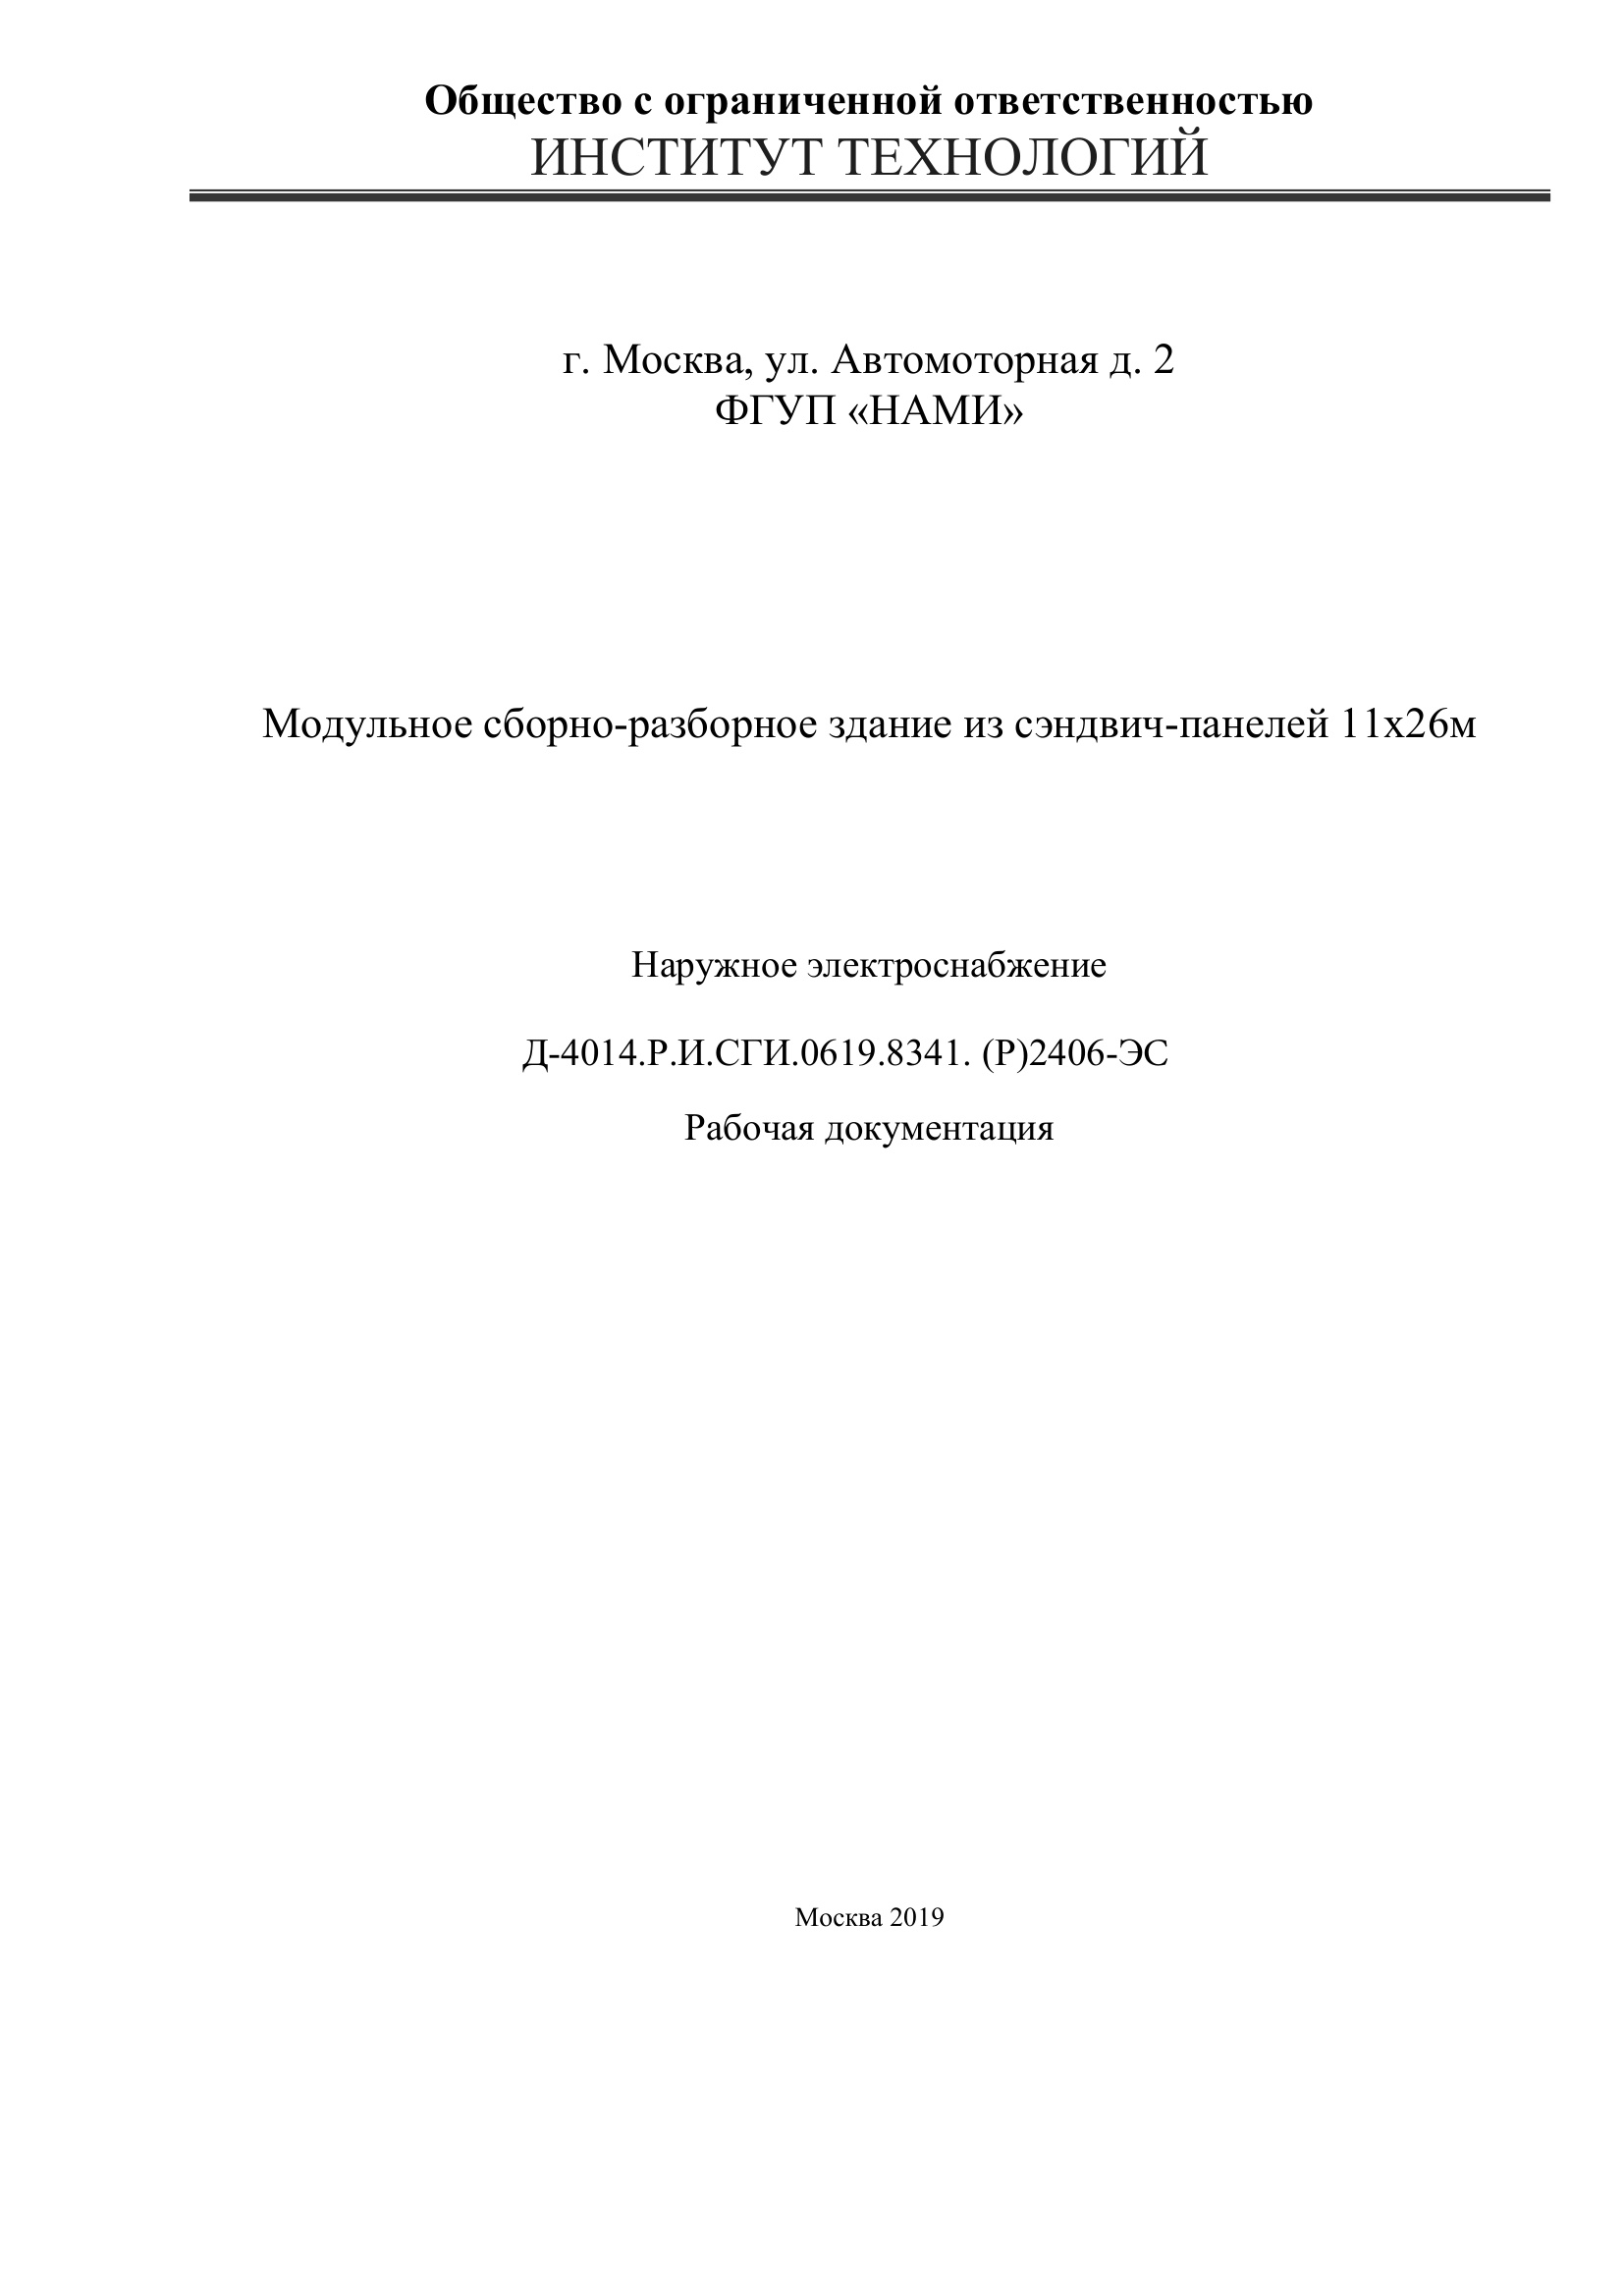 Общество с ограниченной ответственностью
ИНСТИТУТ ТЕХНОЛОГИЙ
г. Москва, ул. Автомоторная д. 2
ФГУП «НАМИ»
Модульное сборно-разборное здание из сэндвич-панелей 11х26м
Наружное электроснабжение
Д-4014.Р.И.СГИ.0619.8341. (Р)2406-ЭС
Рабочая документация
Москва 2019